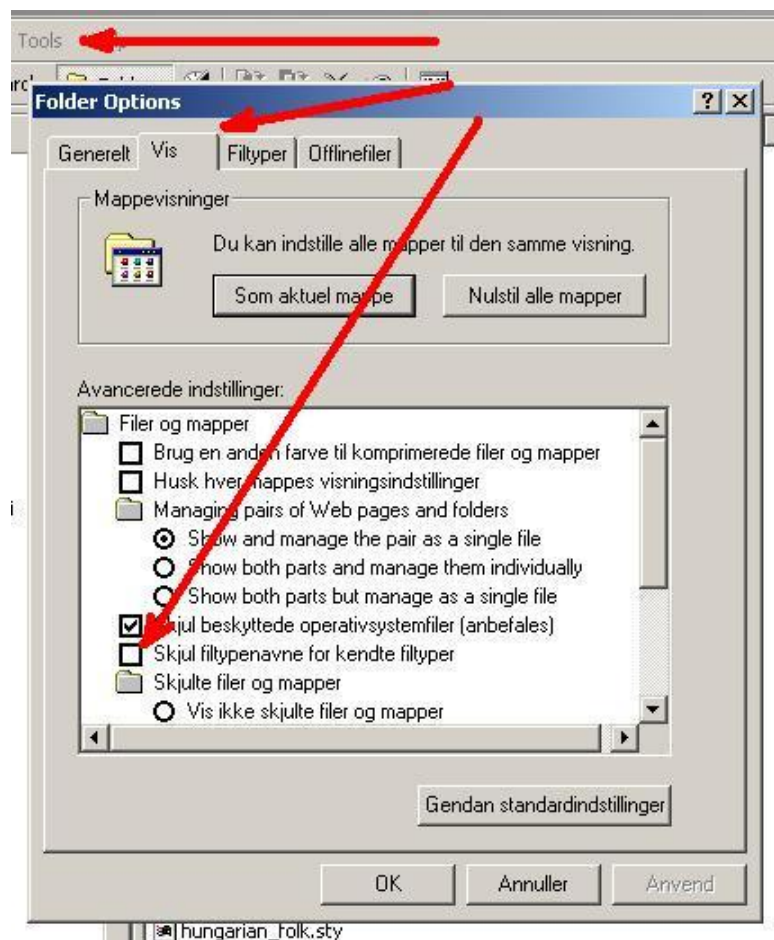 Tools
Folder Options
Generelt Vis Filtyper Offlinefiler
Mappevisninger
Du kan indstille alle mapper til den samme visning.
Som aktuel mappe Nulstil alle mapper
Avancerede indstillinger:
Filer og mapper
Brug en anden farve til komprimerede filer og mapper
Husk hver mappes visningsindstillinger
Managing pairs of Web pages and folders
Show and manage the pair as a single file
Show both parts and manage them individually
Show both parts but manage as a single file
Skjul beskyttede operativsystemfiler (anbefales)
Skjul filtypenavne for kendte filtyper
Skjulte filer og mapper
Vis ikke skjulte filer og mapper
Gendan standardindstillinger
OK Annuller Anvend
hungarian_folk.sty